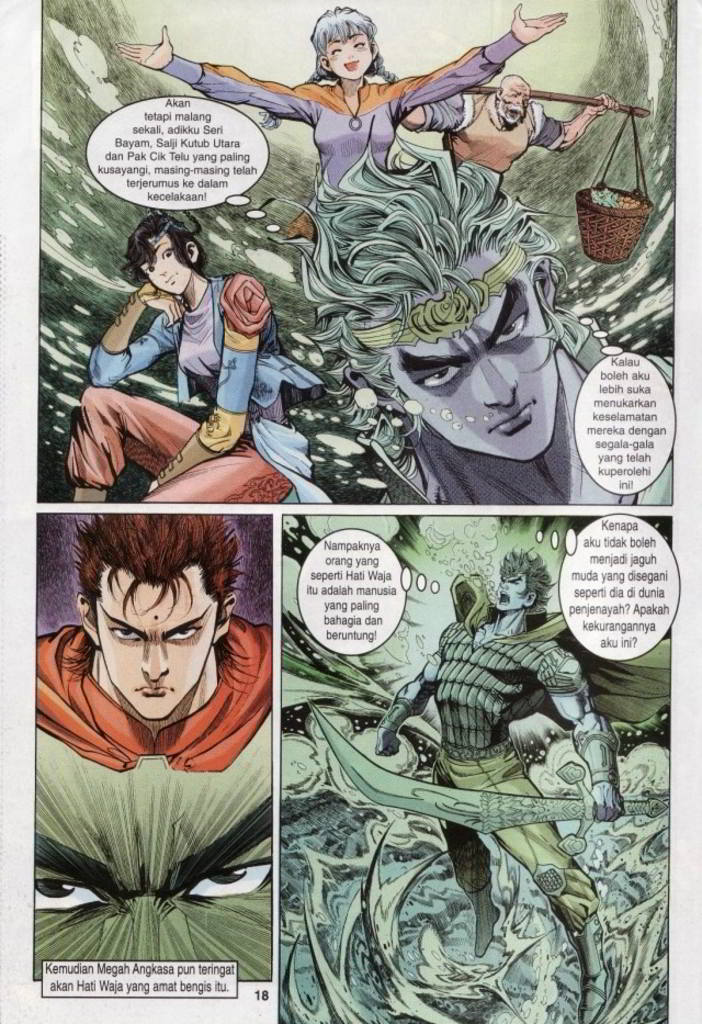 Akan
tetapi malang
sekali, adikku Seri
Bayam, Salji Kutub Utara
dan Pak Cik Telu yang paling
kusayangi, masing-masing telah
terjerumus ke dalam
kecelakaan!
Kalau
boleh aku
lebih suka
menukarkan
keselamatan
mereka dengan
segala-gala
yang telah
kuperolehi
ini!
Kemudian Megah Angkasa pun teringat
akan Hati Waja yang amat bengis itu.
Nampaknya
orang yang
seperti Hati Waja
itu adalah manusia
yang paling
bahagia dan
beruntung!
Kenapa
aku tidak boleh
menjadi jaguh
muda yang disegani
seperti dia di dunia
penjenayah? Apakah
kekurangannya
aku ini?
18